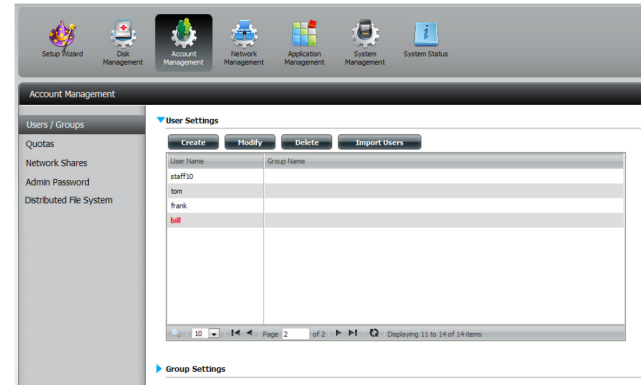 Setup Wizard
Disk Management
Account Management
Network Management
Application Management
System Management
System Status
Account Management
Users / Groups
Quotas
Network Shares
Admin Password
Distributed File System
User Settings
Create Modify Delete Import Users
User Name Group Name
staff10
tom
frank
bill
10 Page 2 of 2 Displaying 11 to 14 of 14 items
Group Settings